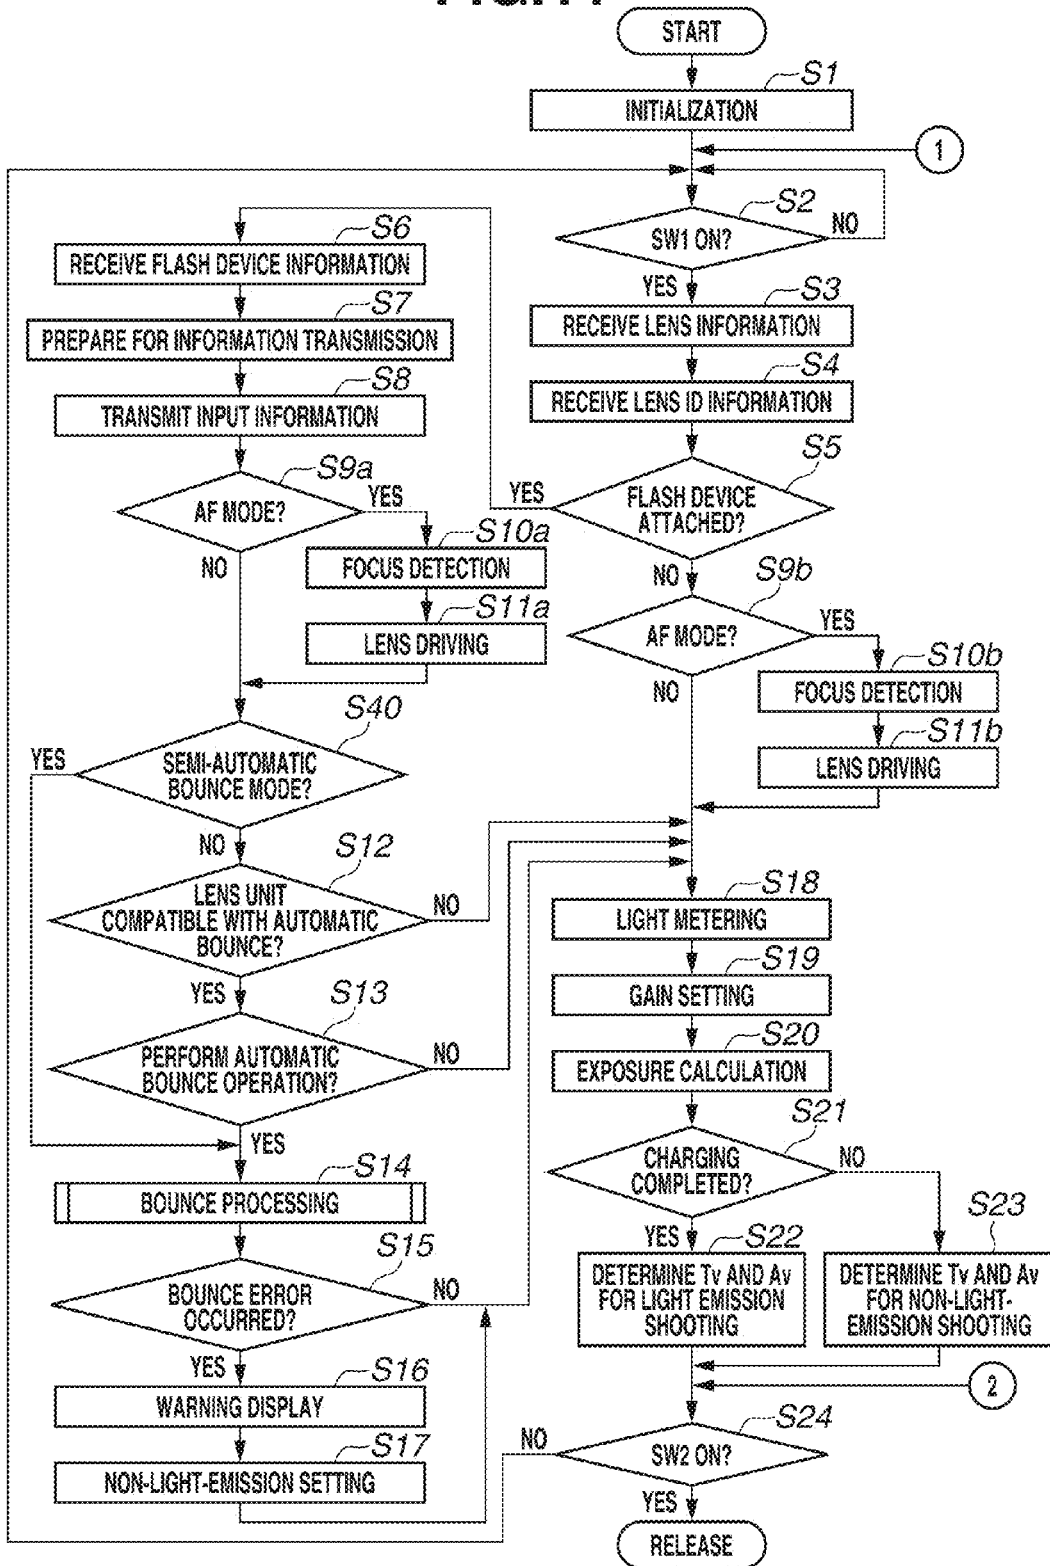 START
S1
INITIALIZATION
1
S2
SW1 ON?
NO
YES
S3
RECEIVE LENS INFORMATION
S4
RECEIVE LENS ID INFORMATION
S5
FLASH DEVICE
ATTACHED?
YES
NO
S6
RECEIVE FLASH DEVICE INFORMATION
S7
PREPARE FOR INFORMATION TRANSMISSION
S8
TRANSMIT INPUT INFORMATION
S9a
AF MODE?
YES
NO
S10a
FOCUS DETECTION
S11a
LENS DRIVING
S9b
AF MODE?
YES
NO
S10b
FOCUS DETECTION
S11b
LENS DRIVING
S40
SEMI-AUTOMATIC
BOUNCE MODE?
YES
NO
S12
LENS UNIT
COMPATIBLE WITH AUTOMATIC
BOUNCE?
NO
YES
S13
PERFORM AUTOMATIC
BOUNCE OPERATION?
NO
YES
S14
BOUNCE PROCESSING
S15
BOUNCE ERROR
OCCURRED?
NO
YES
S16
WARNING DISPLAY
S17
NON-LIGHT-EMISSION SETTING
S18
LIGHT METERING
S19
GAIN SETTING
S20
EXPOSURE CALCULATION
S21
CHARGING
COMPLETED?
NO
YES
S22
DETERMINE Tv AND Av
FOR LIGHT EMISSION
SHOOTING
S23
DETERMINE Tv AND Av
FOR NON-LIGHT-
EMISSION SHOOTING
2
S24
SW2 ON?
NO
YES
RELEASE